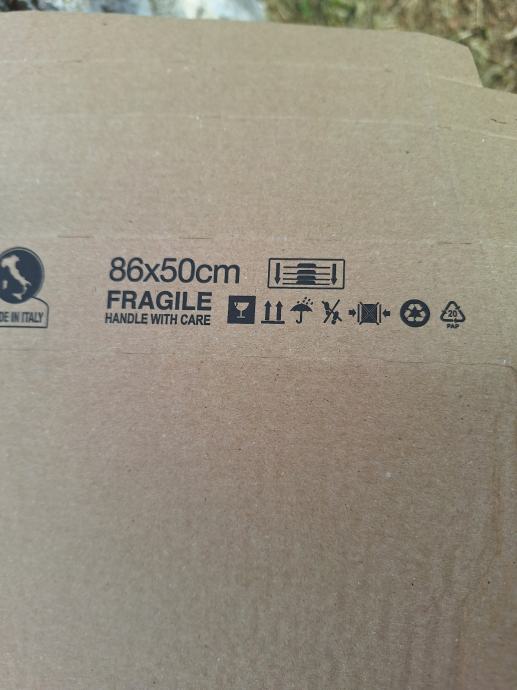 86x50cm
FRAGILE
HANDLE WITH CARE
DE IN ITALY
20
PAP